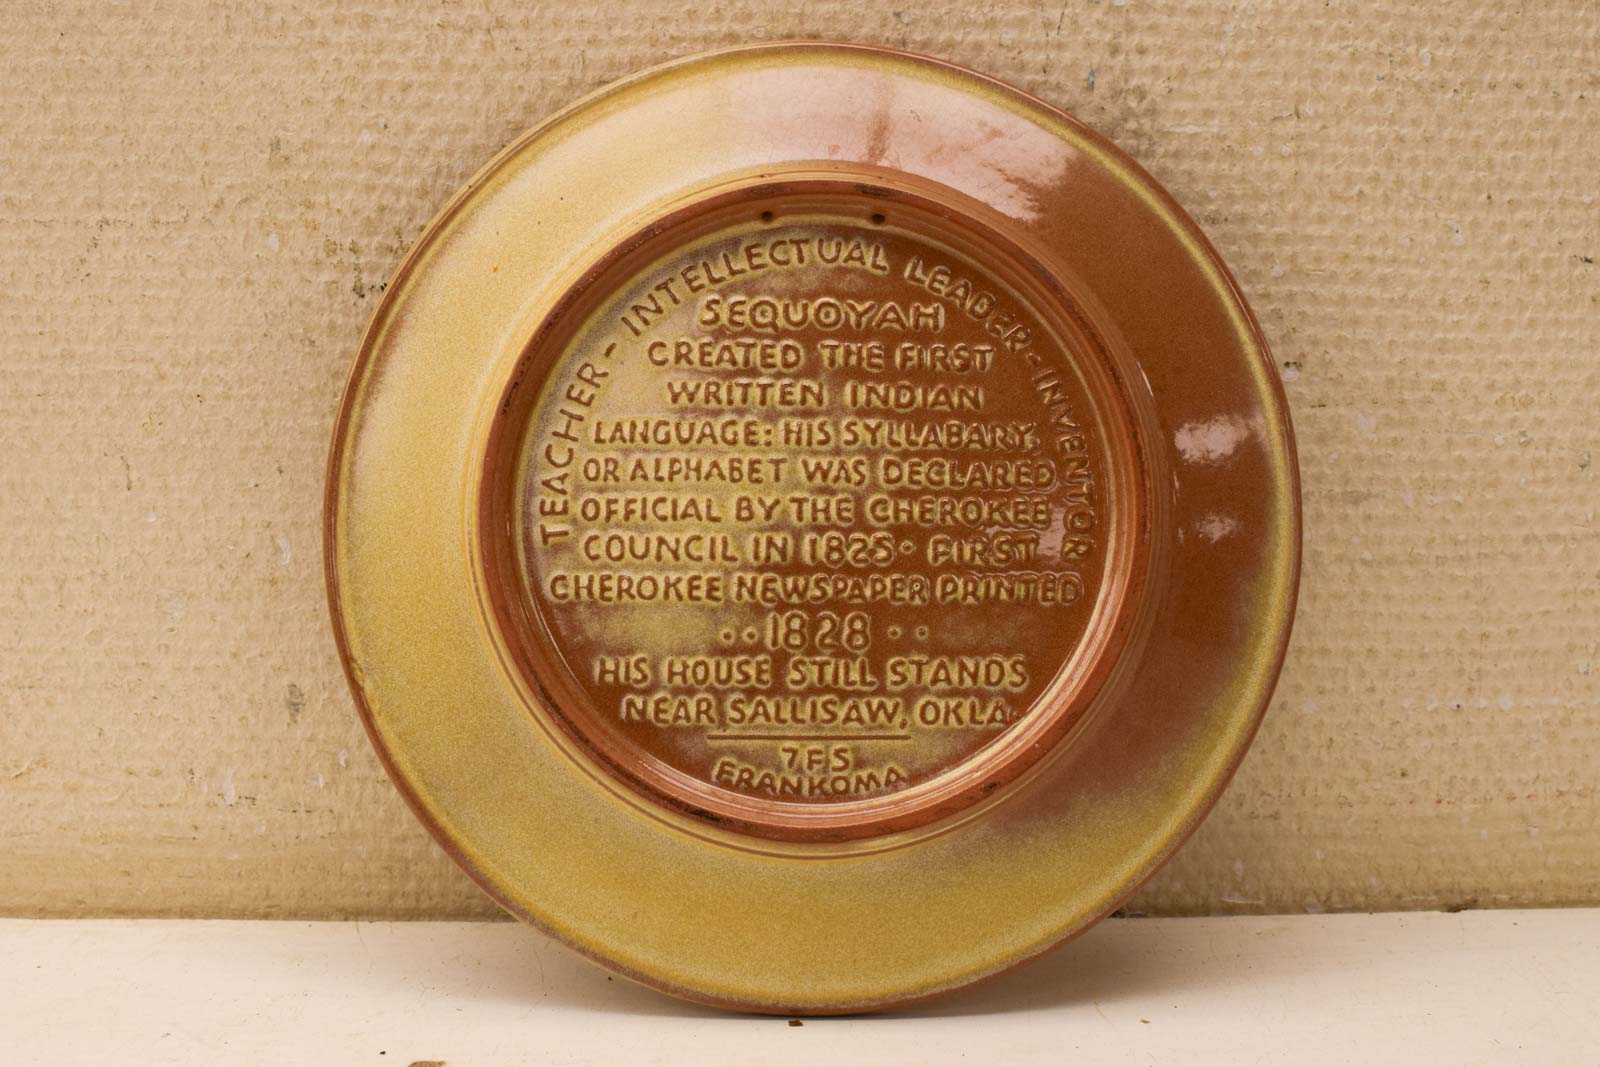 TEACHER - INTELLECTUAL LEADER - INVENTOR
SEQUOYAH
CREATED THE FIRST
WRITTEN INDIAN
LANGUAGE: HIS SYLLABARY,
OR ALPHABET WAS DECLARED
OFFICIAL BY THE CHEROKEE
COUNCIL IN 1825• FIRST
CHEROKEE NEWSPAPER PRINTED
••1828••
HIS HOUSE STILL STANDS
NEAR SALLISAW, OKLA.
7FS
FRANKOMA